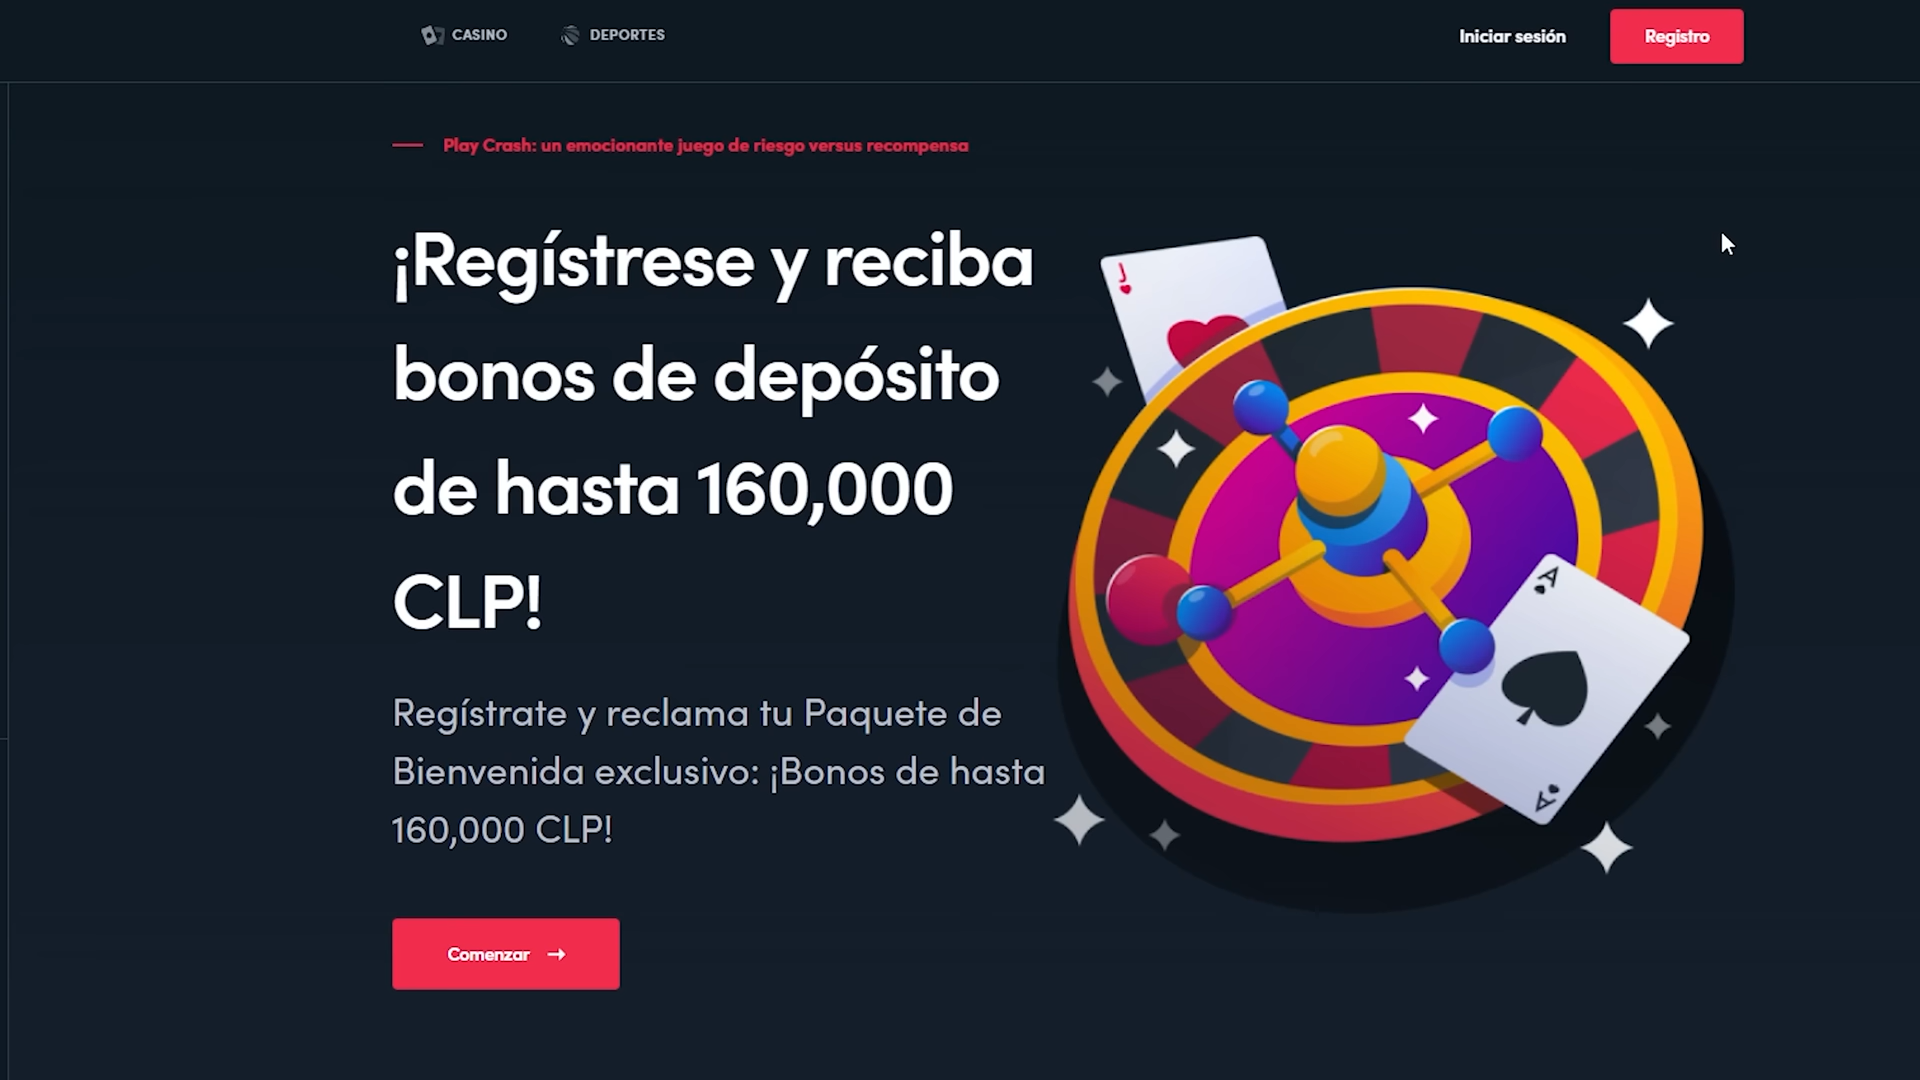 CASINO
DEPORTES
Iniciar sesión
Registro
Play Crash: un emocionante juego de riesgo versus recompensa
¡Regístrese y reciba
bonos de depósito
de hasta 160,000
CLP!
Regístrate y reclama tu Paquete de
Bienvenida exclusivo: ¡Bonos de hasta
160,000 CLP!
Comenzar →
J
A
A